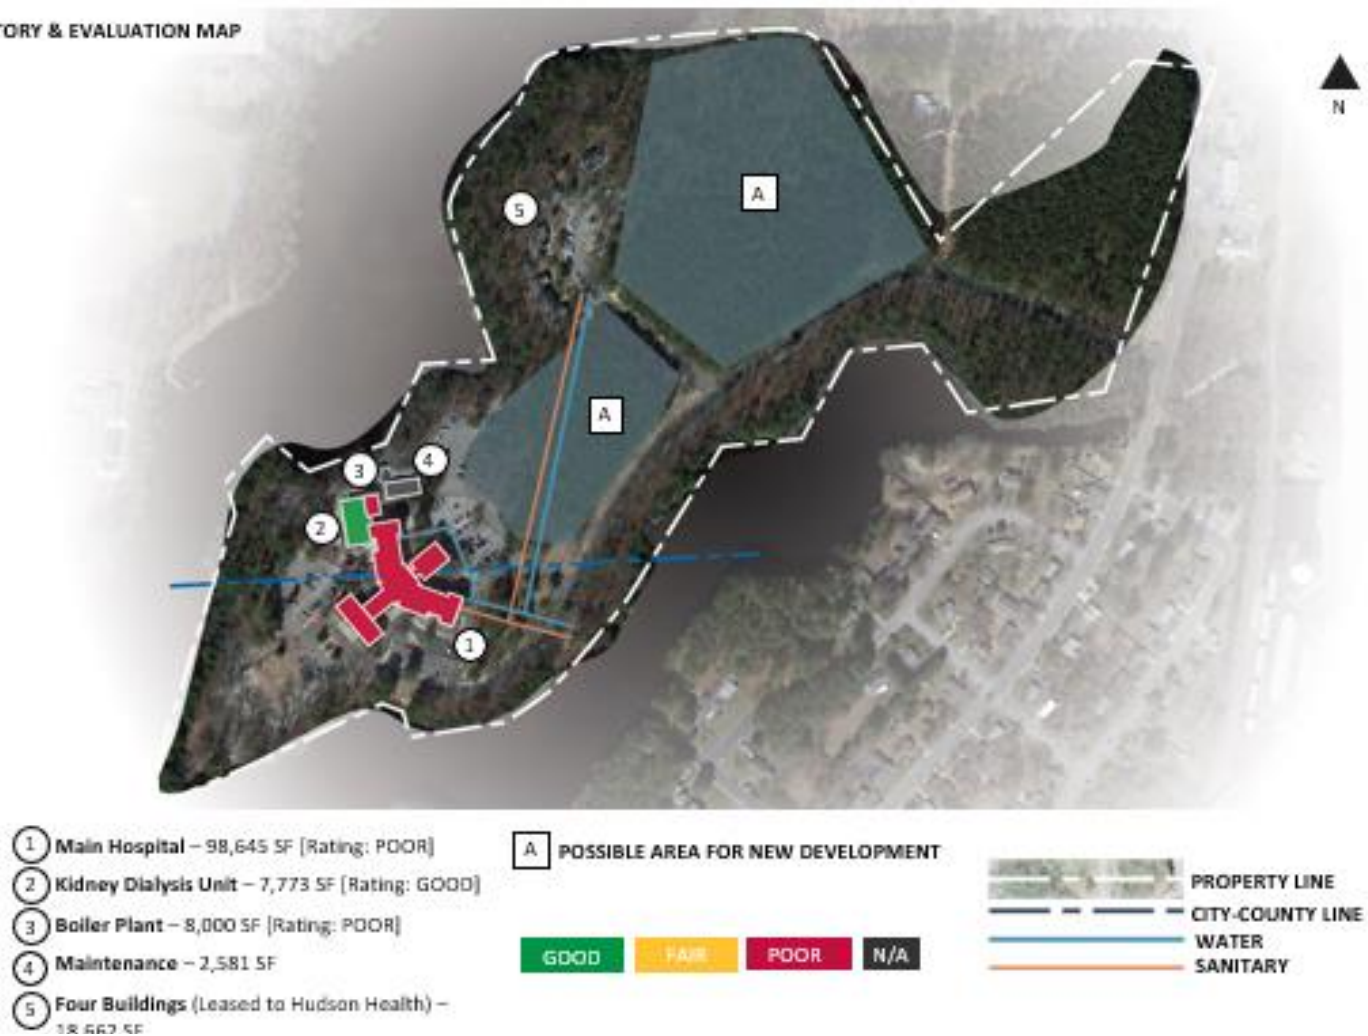 TORY & EVALUATION MAP
N
A
5
A
4
3
2
1
1 Main Hospital – 98,645 SF [Rating: POOR]
2 Kidney Dialysis Unit – 7,773 SF [Rating: GOOD]
3 Boiler Plant – 8,000 SF [Rating: POOR]
4 Maintenance – 2,581 SF
5 Four Buildings (Leased to Hudson Health) –
18,662 SF
A POSSIBLE AREA FOR NEW DEVELOPMENT
GOOD FAIR POOR N/A
PROPERTY LINE
CITY-COUNTY LINE
WATER
SANITARY